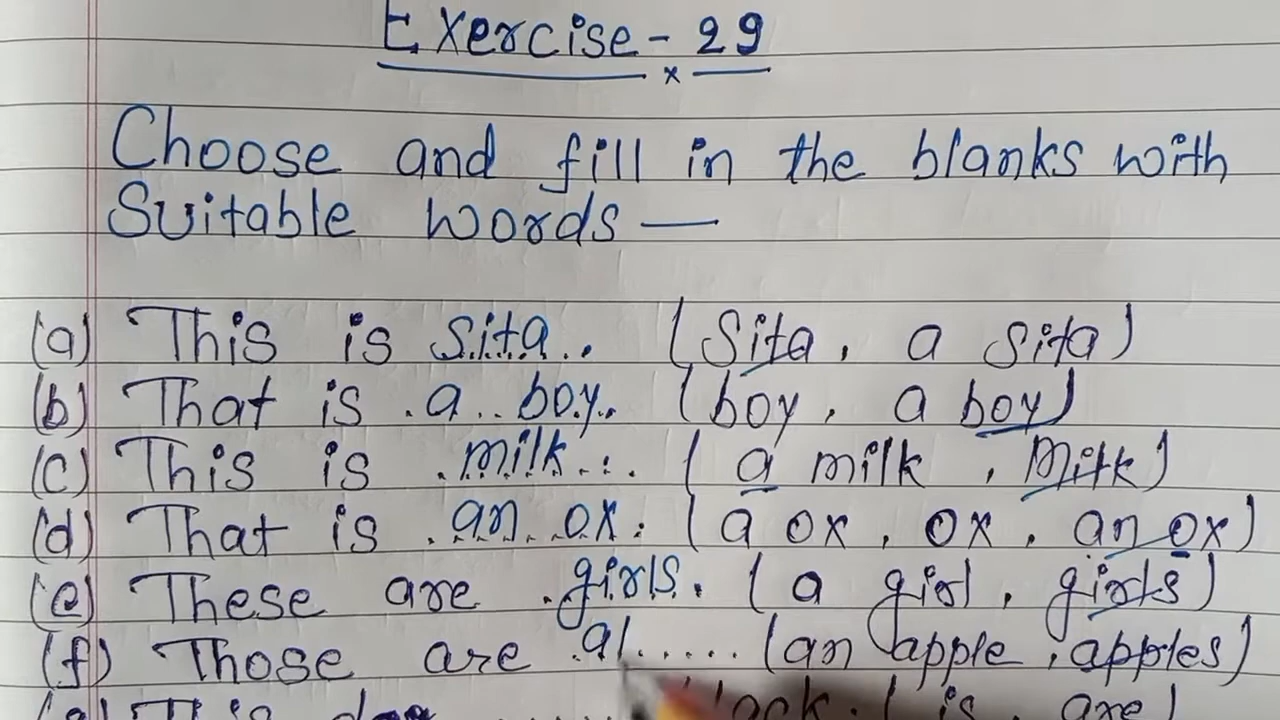 Exercise - 29
Choose and fill in the blanks with
Suitable words —
(a) This is Sita.. (Sita, a Sita)
(b) That is .a.. boy.. (boy, a boy)
(c) This is .milk... (a milk, Milk)
(d) That is .an ox. (a ox, ox, an ox)
(e) These are .girls. (a girl, girls)
(f) Those are .a..... (an apple, apples)
(is, are)